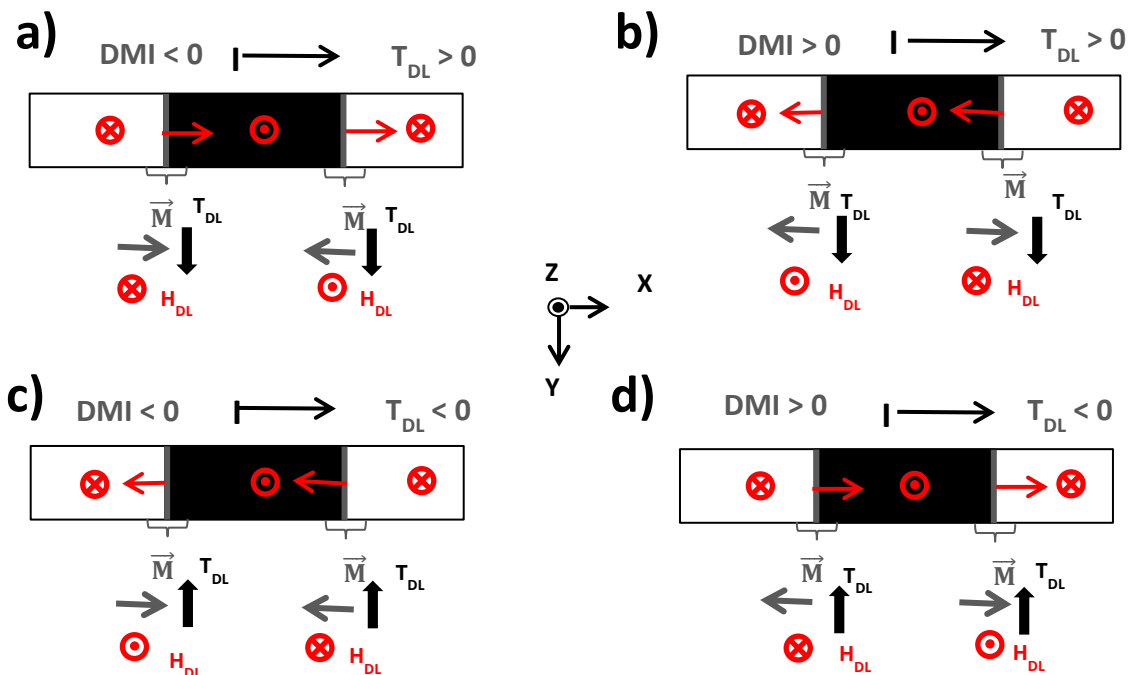 a)
DMI < 0
I
T_DL > 0
M⃗
T_DL
M⃗
T_DL
H_DL
H_DL
b)
DMI > 0
I
T_DL > 0
M⃗
T_DL
M⃗
T_DL
H_DL
H_DL
Z
X
Y
c)
DMI < 0
I
T_DL < 0
M⃗
T_DL
M⃗
T_DL
H_DL
H_DL
d)
DMI > 0
I
T_DL < 0
M⃗
T_DL
M⃗
T_DL
H_DL
H_DL